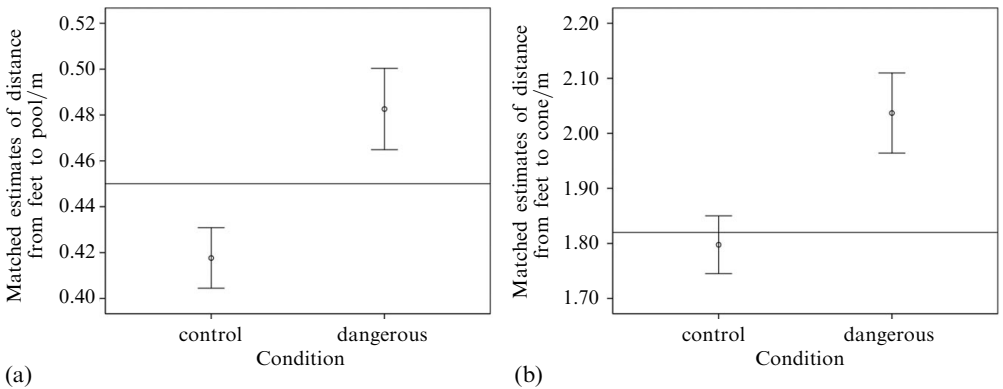 Matched estimates of distance
from feet to pool/m
0.52
0.50
0.48
0.46
0.44
0.42
0.40
control
dangerous
Condition
(a)
Matched estimates of distance
from feet to cone/m
2.20
2.10
2.00
1.90
1.80
1.70
control
dangerous
Condition
(b)